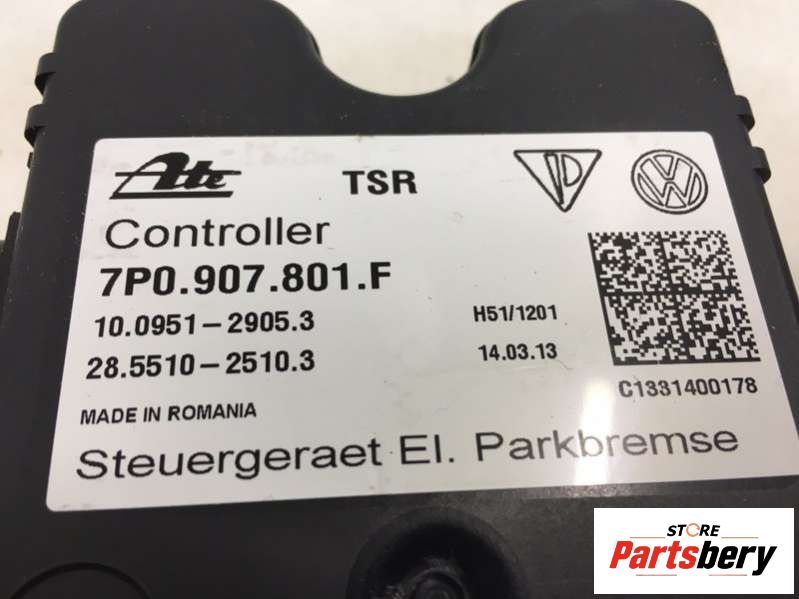 Ate TSR
Controller
7P0.907.801.F
10.0951-2905.3 H51/1201
28.5510-2510.3 14.03.13
C1331400178
MADE IN ROMANIA
Steuergeraet El. Parkbremse
STORE
Partsbery